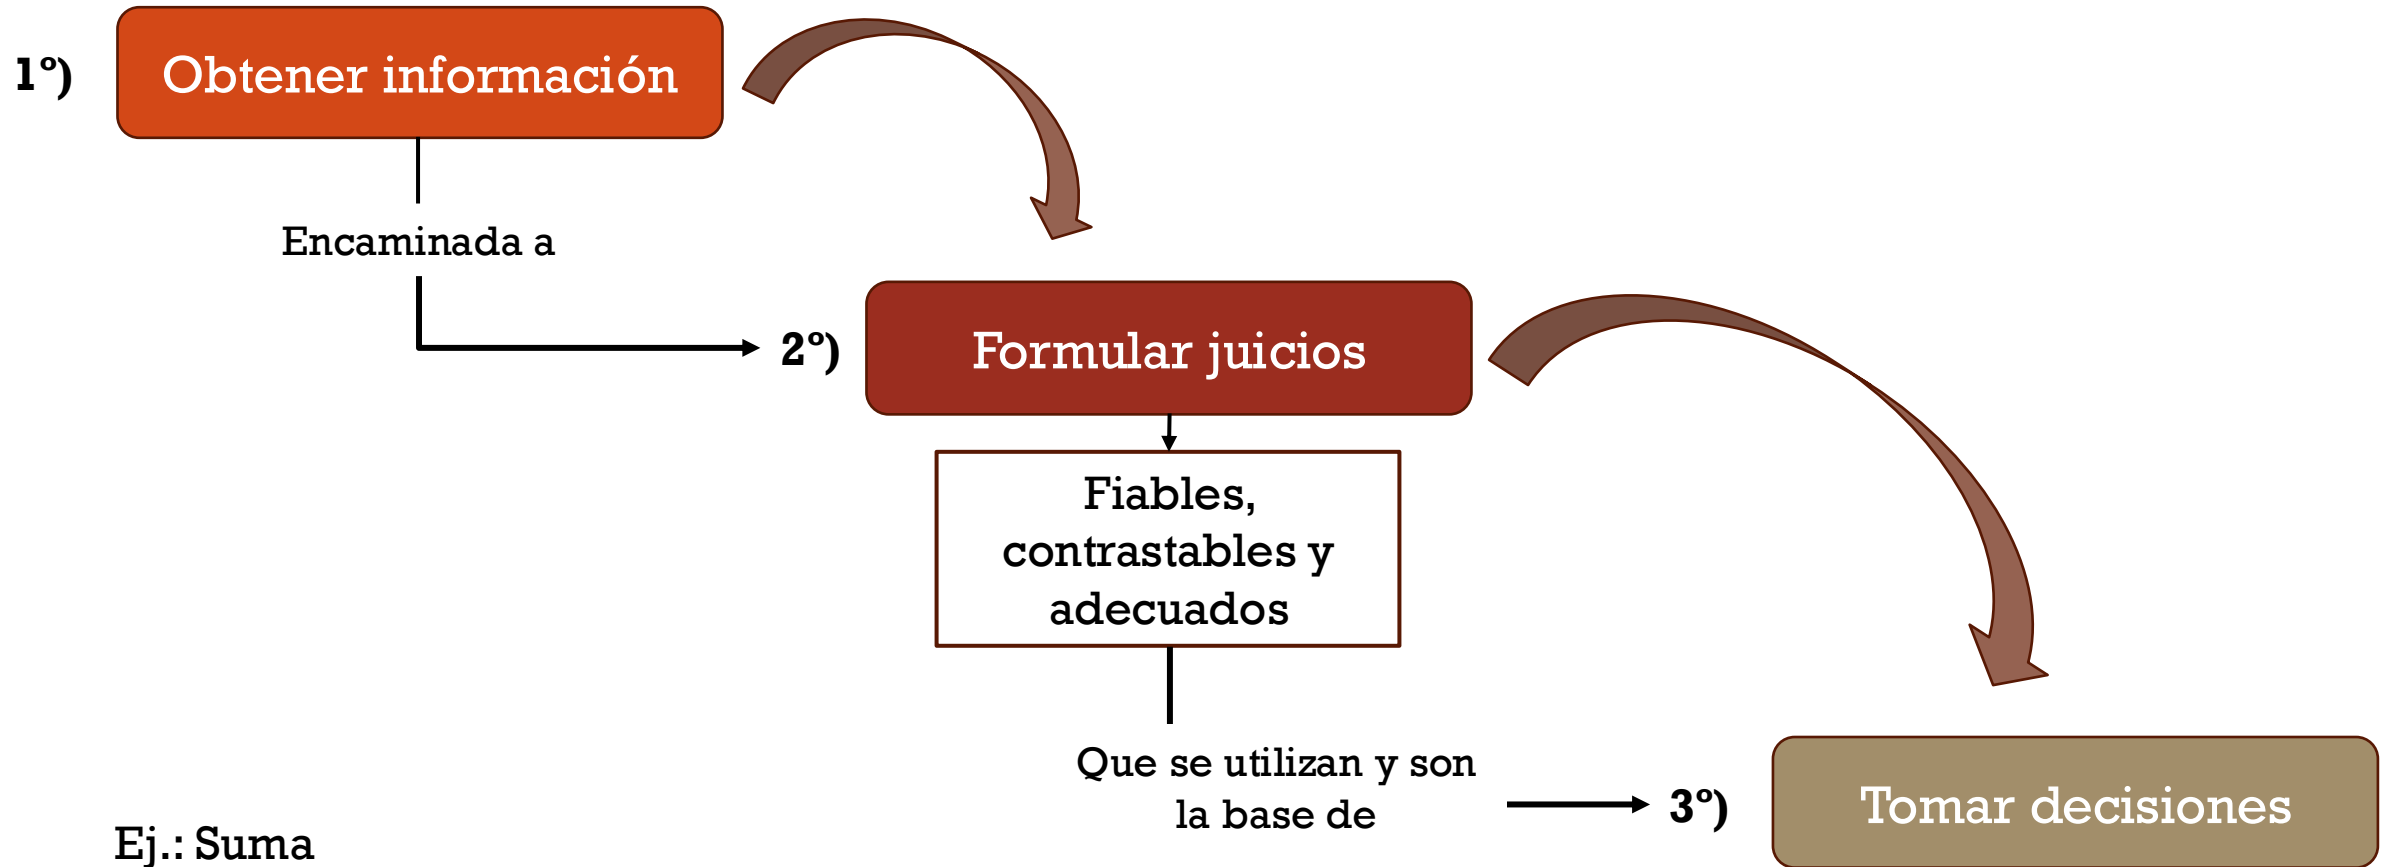 1º) Obtener información
Encaminada a
2º) Formular juicios
Fiables,
contrastables y
adecuados
Que se utilizan y son
la base de
3º) Tomar decisiones
Ej.: Suma